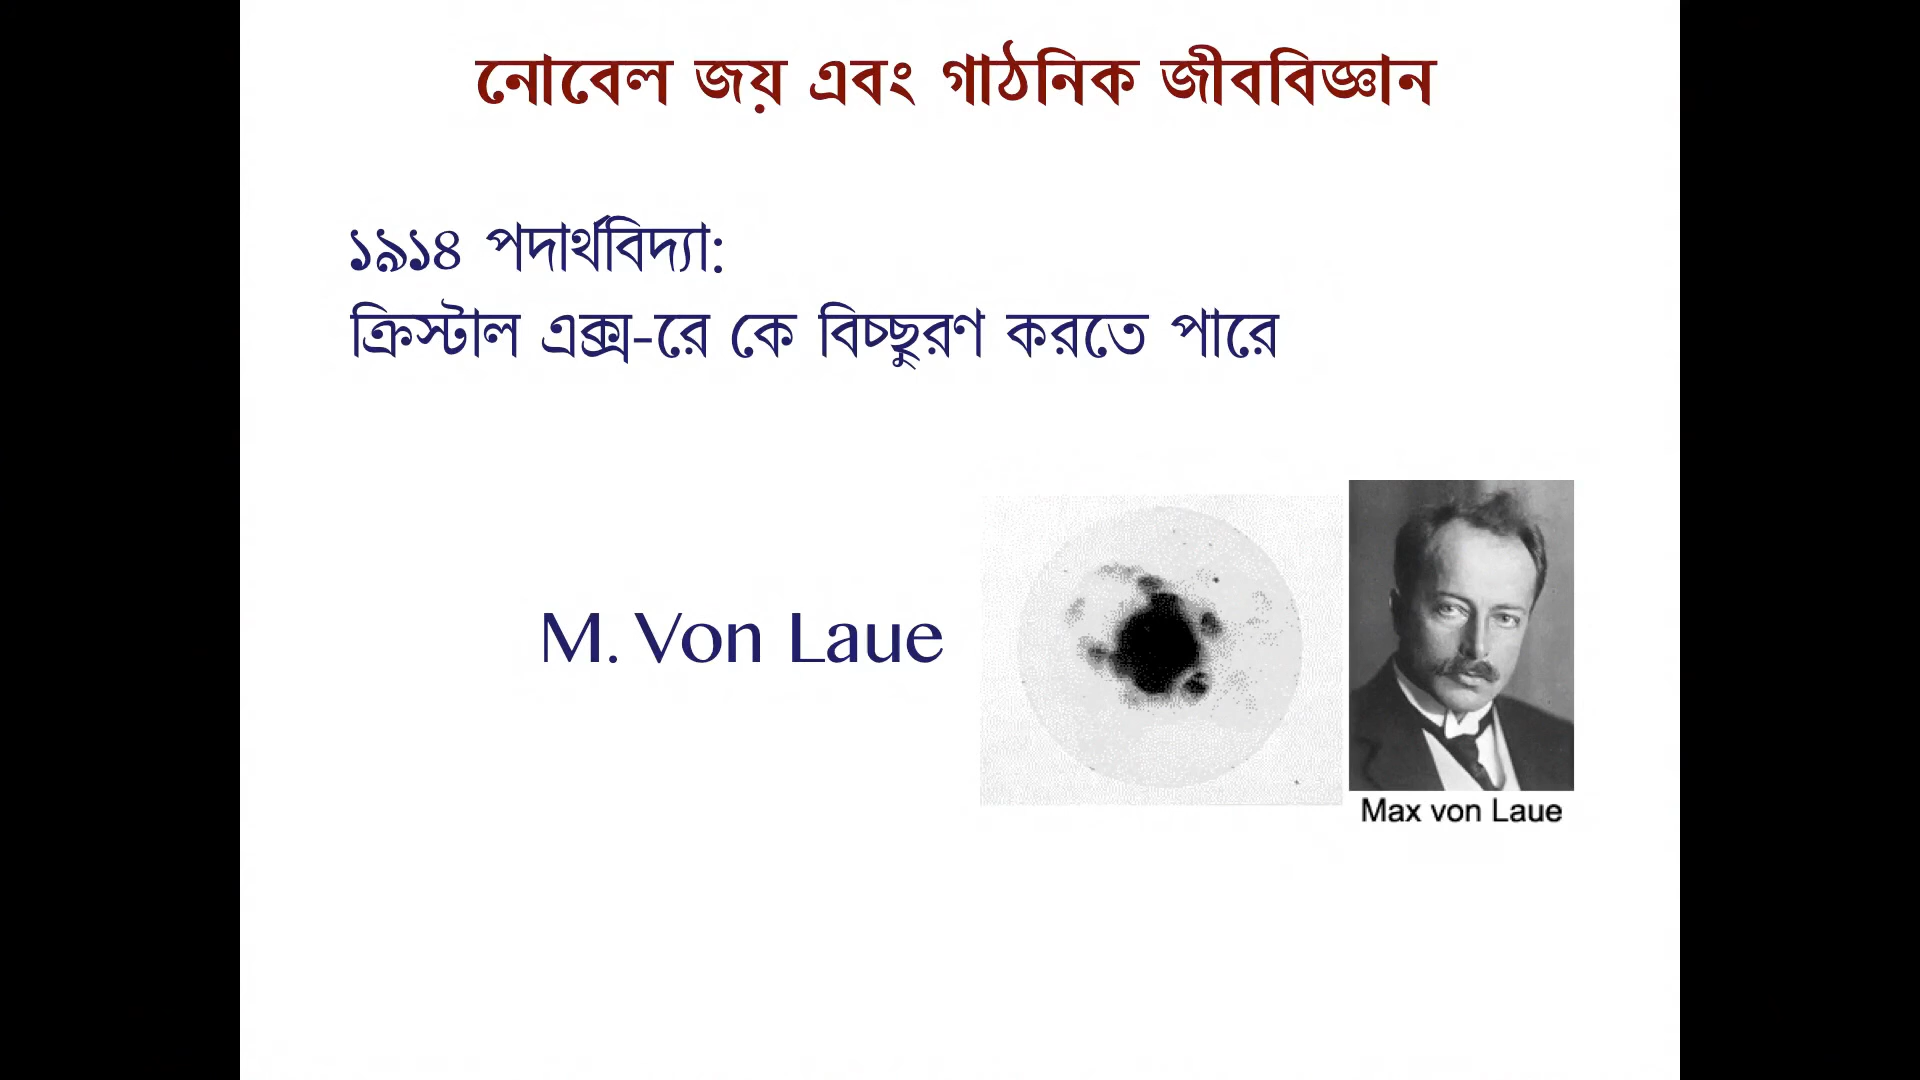 নোবেল জয় এবং গাঠনিক জীববিজ্ঞান
১৯১৪ পদার্থবিদ্যা:
ক্রিস্টাল এক্স-রে কে বিচ্ছুরণ করতে পারে
M. Von Laue
Max von Laue